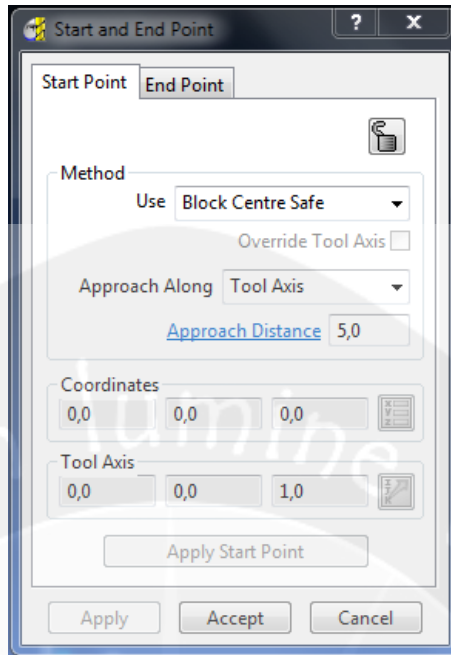 Start and End Point ? x
Start Point End Point
Method
Use Block Centre Safe
Override Tool Axis
Approach Along Tool Axis
Approach Distance 5,0
Coordinates
0,0 0,0 0,0
X Y Z
Tool Axis
0,0 0,0 1,0
I J K
Apply Start Point
Apply Accept Cancel
lumine